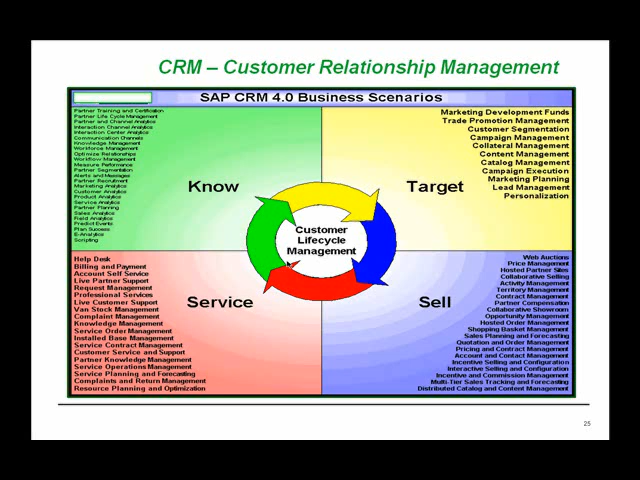 CRM – Customer Relationship Management
SAP CRM 4.0 Business Scenarios
Partner Training and Certification
Partner Life Cycle Management
Partner and Channel Analytics
Interaction Channel Analytics
Interaction Center Analytics
Communication Channels
Knowledge Management
Workforce Management
Optimize Relationships
Workflow Management
Measure Performance
Partner Segmentation
Alerts and Messages
Partner Recruitment
Marketing Analytics
Customer Analytics
Product Analytics
Service Analytics
Partner Planning
Sales Analytics
Field Analytics
Predict Events
Plan Success
E-Analytics
Scripting
Know
Marketing Development Funds
Trade Promotion Management
Customer Segmentation
Campaign Management
Collateral Management
Content Management
Catalog Management
Campaign Execution
Marketing Planning
Lead Management
Personalization
Target
Customer
Lifecycle
Management
Help Desk
Billing and Payment
Account Self Service
Live Partner Support
Request Management
Professional Services
Live Customer Support
Van Stock Management
Complaint Management
Knowledge Management
Service Order Management
Installed Base Management
Service Contract Management
Customer Service and Support
Partner Knowledge Management
Service Operations Management
Service Planning and Forecasting
Complaints and Return Management
Resource Planning and Optimization
Service
Sell
Web Auctions
Price Management
Hosted Partner Sites
Collaborative Selling
Activity Management
Territory Management
Contract Management
Partner Compensation
Collaborative Showroom
Opportunity Management
Hosted Order Management
Shopping Basket Management
Sales Planning and Forecasting
Quotation and Order Management
Pricing and Contract Management
Account and Contact Management
Incentive Selling and Configuration
Interactive Selling and Configuration
Incentive and Commission Management
Multi-Tier Sales Tracking and Forecasting
Distributed Catalog and Content Management
25